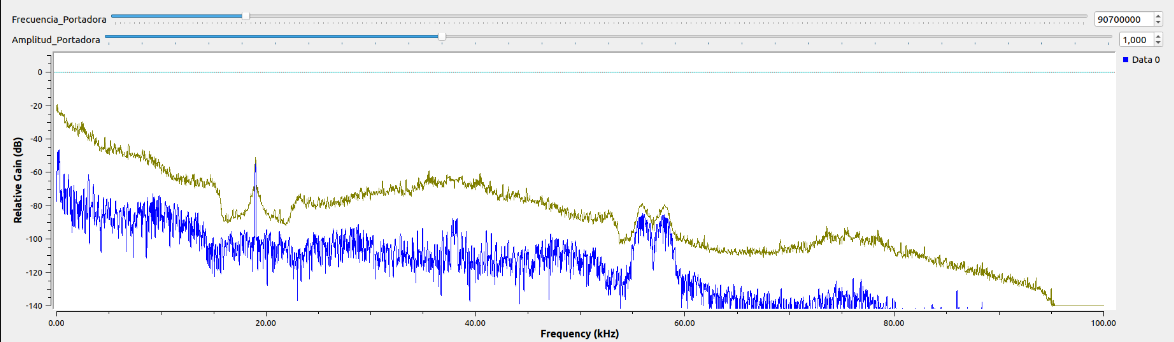 Frecuencia_Portadora 90700000
Amplitud_Portadora 1,000
Data 0
Relative Gain (dB)
0
-20
-40
-60
-80
-100
-120
-140
0.00 20.00 40.00 60.00 80.00 100.00
Frequency (kHz)